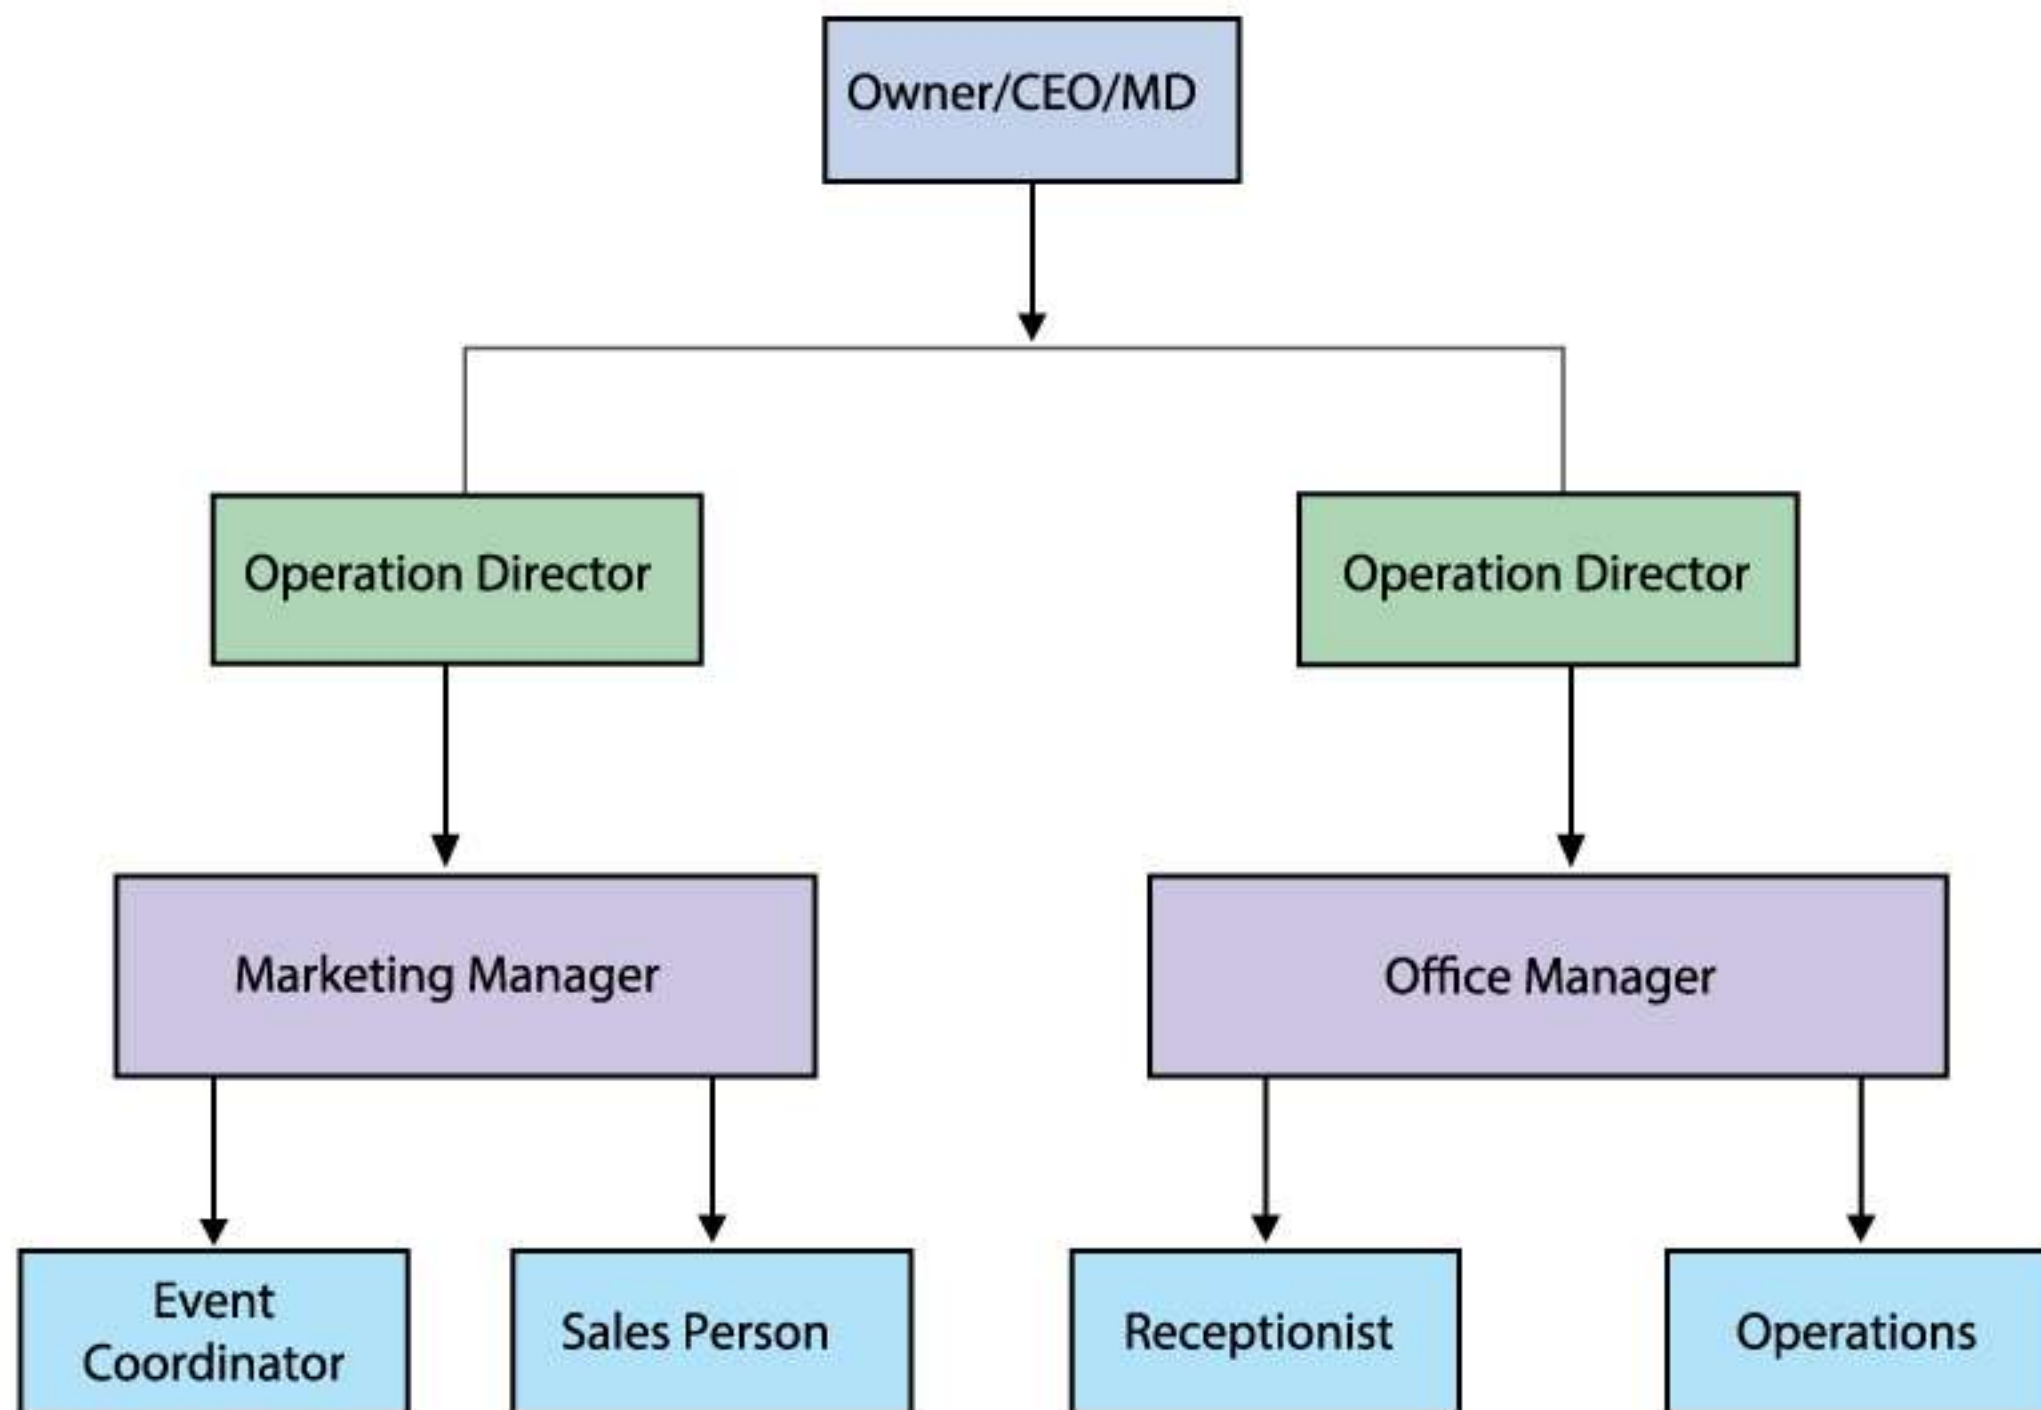 Owner/CEO/MD
Operation Director
Operation Director
Marketing Manager
Office Manager
Event
Coordinator
Sales Person
Receptionist
Operations